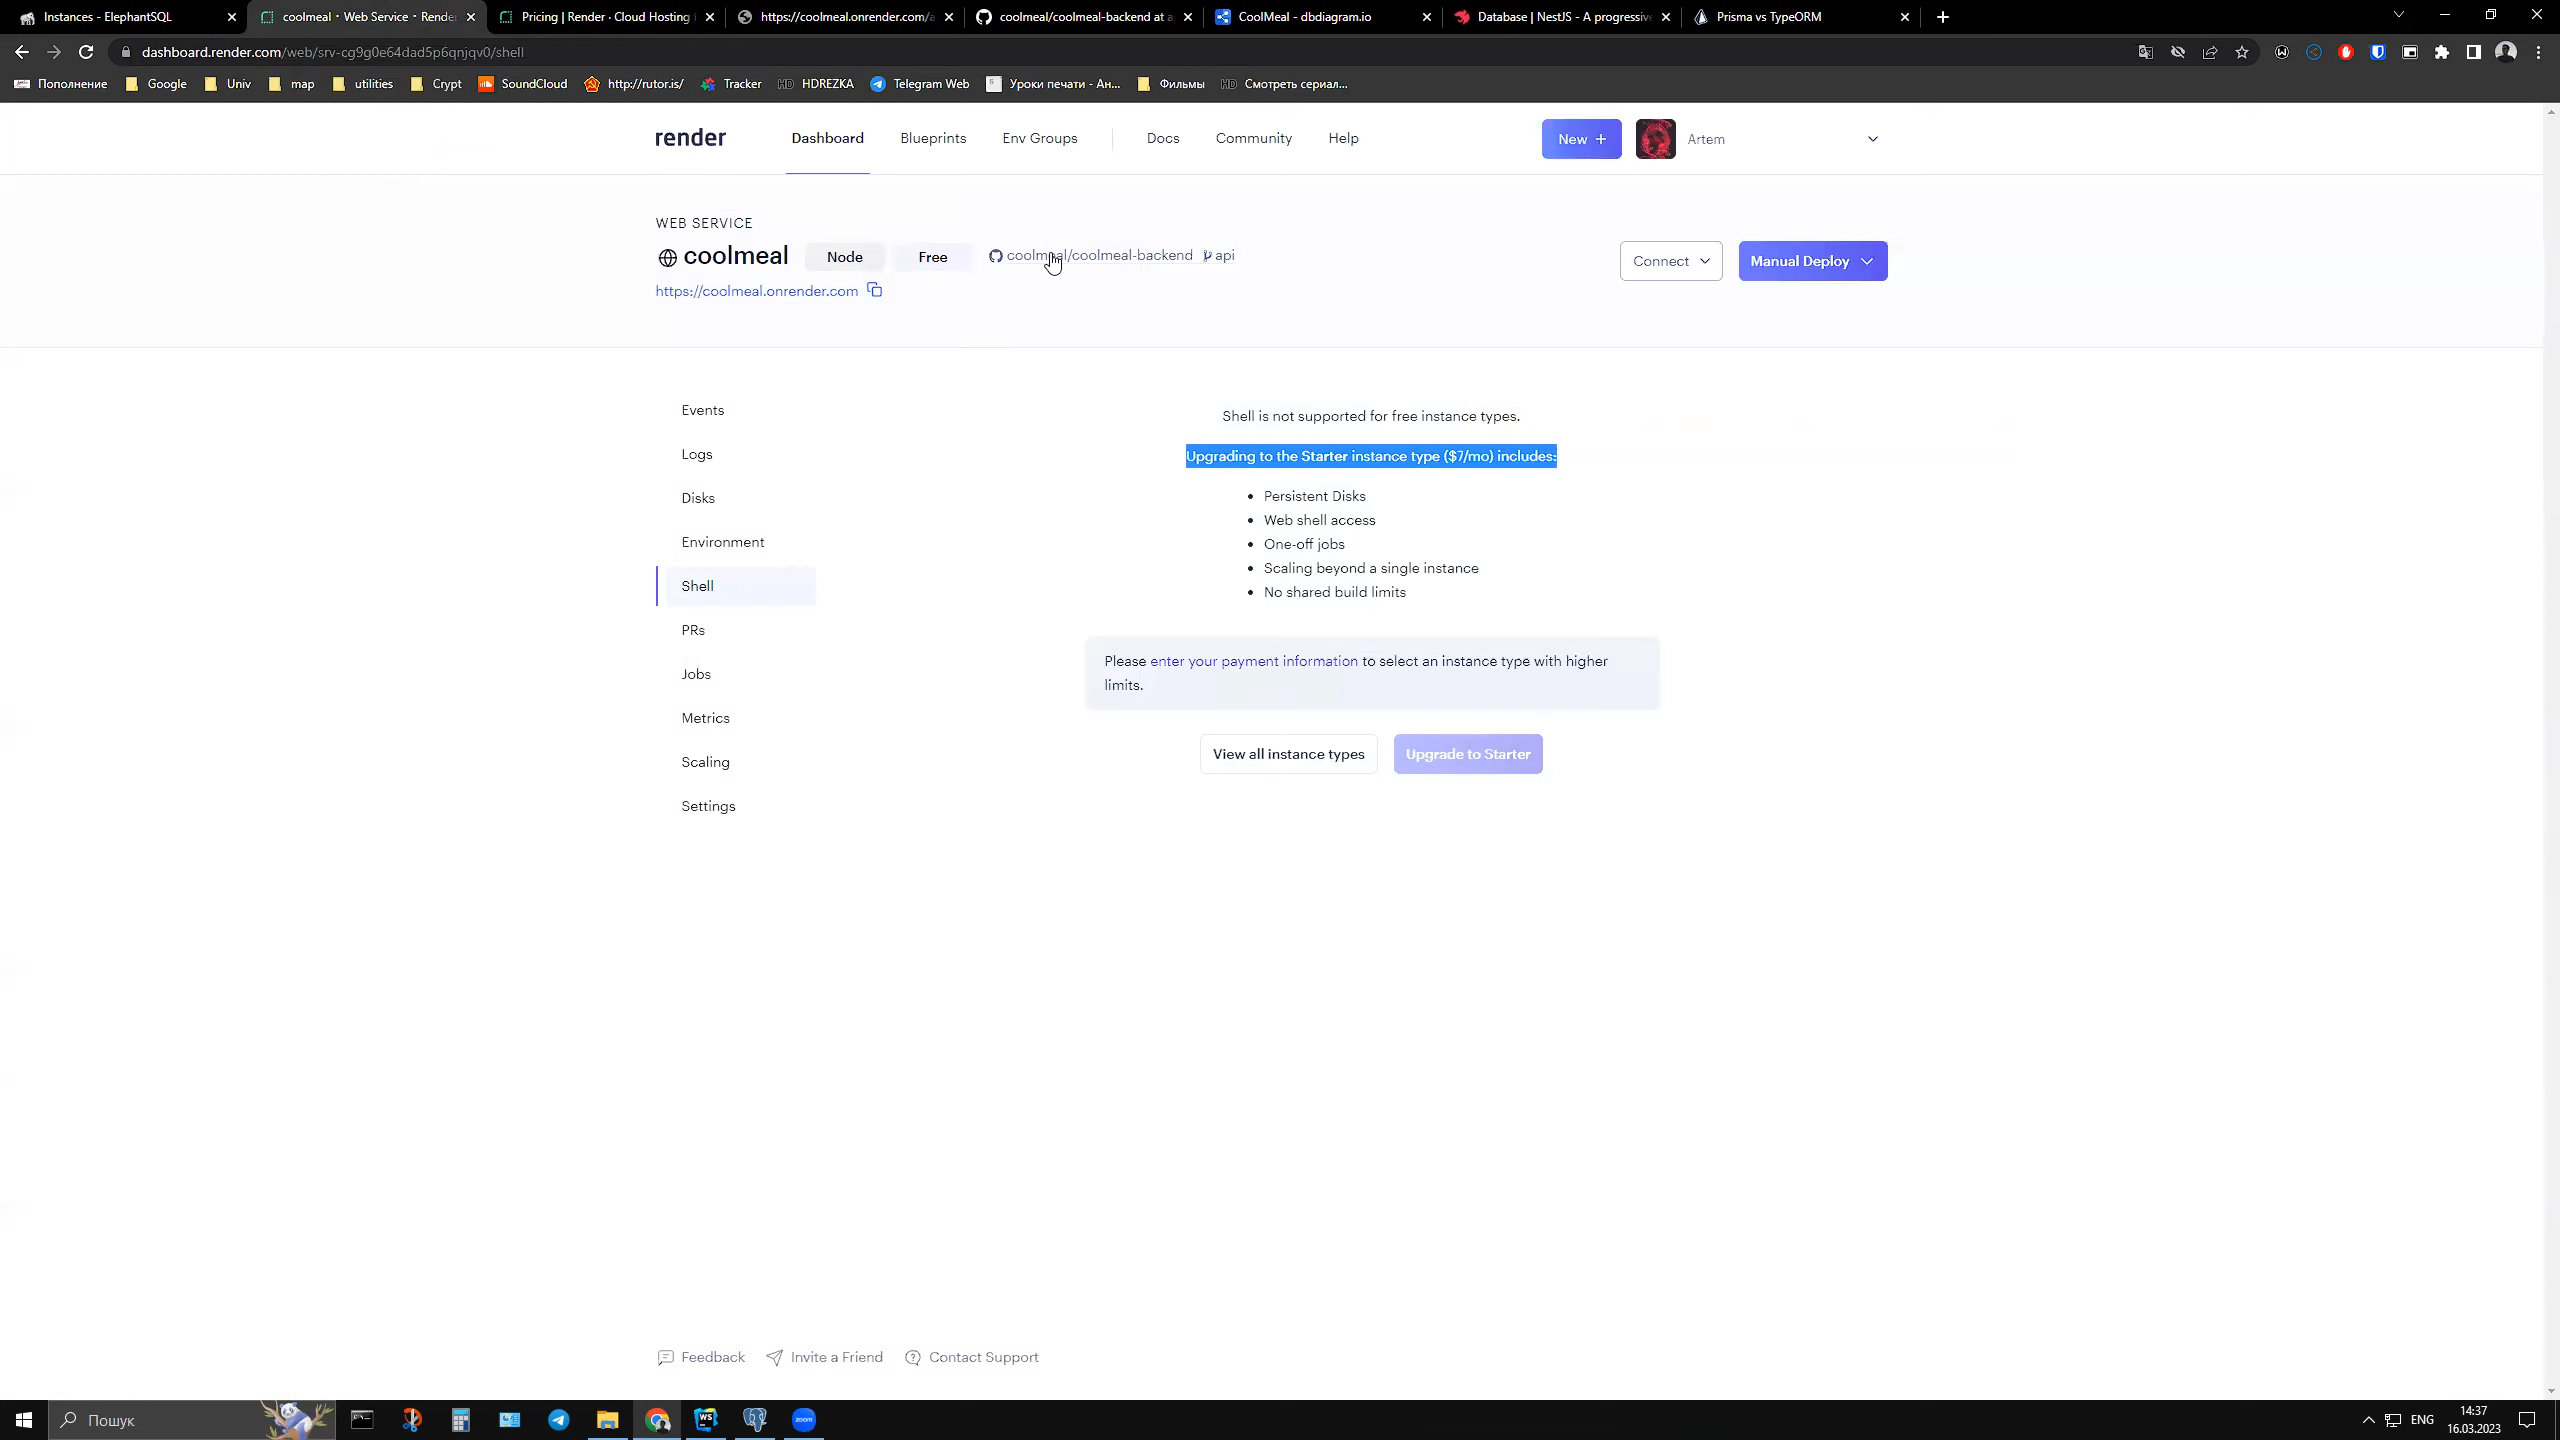 Instances - ElephantSQL
coolmeal · Web Service · Render
Pricing | Render · Cloud Hosting
https://coolmeal.onrender.com/a
coolmeal/coolmeal-backend at a
CoolMeal - dbdiagram.io
Database | NestJS - A progressive
Prisma vs TypeORM
dashboard.render.com/web/srv-cg9g0e64dad5p6qnjqv0/shell
Пополнение
Google
Univ
map
utilities
Crypt
SoundCloud
http://rutor.is/
Tracker
HD HDREZKA
Telegram Web
Уроки печати - Ан...
Фильмы
HD Смотреть сериал...
render
Dashboard
Blueprints
Env Groups
Docs
Community
Help
New +
Artem
WEB SERVICE
coolmeal
Node
Free
coolmeal/coolmeal-backend
api
Connect
Manual Deploy
https://coolmeal.onrender.com
Events
Logs
Disks
Environment
Shell
PRs
Jobs
Metrics
Scaling
Settings
Shell is not supported for free instance types.
Upgrading to the Starter instance type ($7/mo) includes:
• Persistent Disks
• Web shell access
• One-off jobs
• Scaling beyond a single instance
• No shared build limits
Please enter your payment information to select an instance type with higher
limits.
View all instance types
Upgrade to Starter
Feedback
Invite a Friend
Contact Support
Пошук
WS
zoom
ENG
14:37
16.03.2023